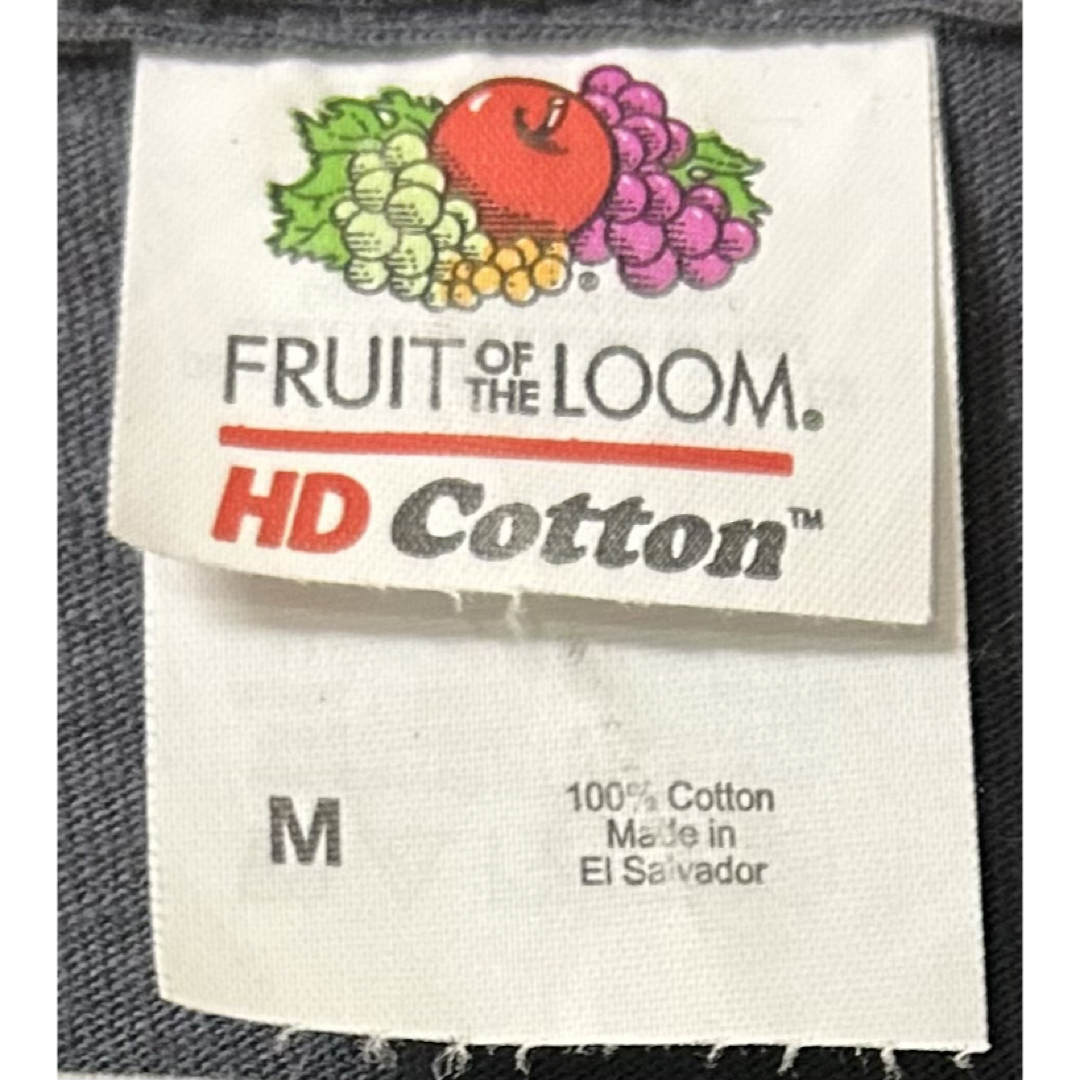 FRUIT OF THE LOOM®
HD Cotton™
M
100% Cotton
Made in
El Salvador